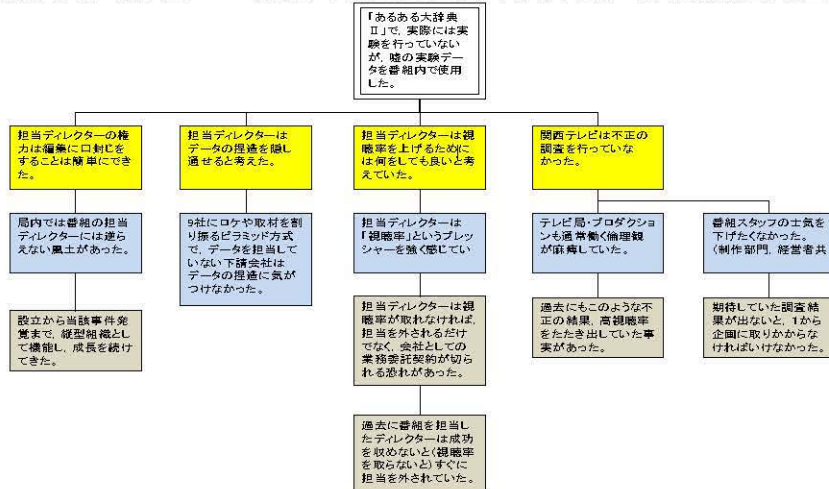 「あるある大辞典
Ⅱ」で、実際には実
験を行っていない
が、嘘の実験デー
タを番組内で使用
した。
担当ディレクターの権
力は編集に口封じを
することは簡単にでき
た。
担当ディレクターは
データの捏造を隠し
通せると考えた。
担当ディレクターは視
聴率を上げるために
は何をしても良いと考
えていた。
関西テレビは不正の
調査を行っていな
かった。
局内では番組の担当
ディレクターには逆ら
えない風土があった。
9社にロケや取材を割
り振るピラミッド方式
で、データを担当して
いない下請会社は
データの捏造に気が
つけなかった。
担当ディレクターは
「視聴率」というプレッ
シャーを強く感じてい
テレビ局・プロダクショ
ンも通常働く倫理観
が麻痺していた。
番組スタッフの士気を
下げたくなかった。
(制作部門、経営者共
設立から当該事件発
覚まで、縦型組織とし
て機能し、成長を続け
てきた。
担当ディレクターは視
聴率が取れなければ、
担当を外されるだけ
でなく、会社としての
業務委託契約が切ら
れる恐れがあった。
過去にもこのような不
正の結果、高視聴率
をたたき出していた事
実があった。
期待していた調査結
果が出ないと、1から
企画に取りかからな
ければいけなかった。
過去に番組を担当し
たディレクターは成功
を収めないと(視聴率
を取らないと)すぐに
担当を外されていた。